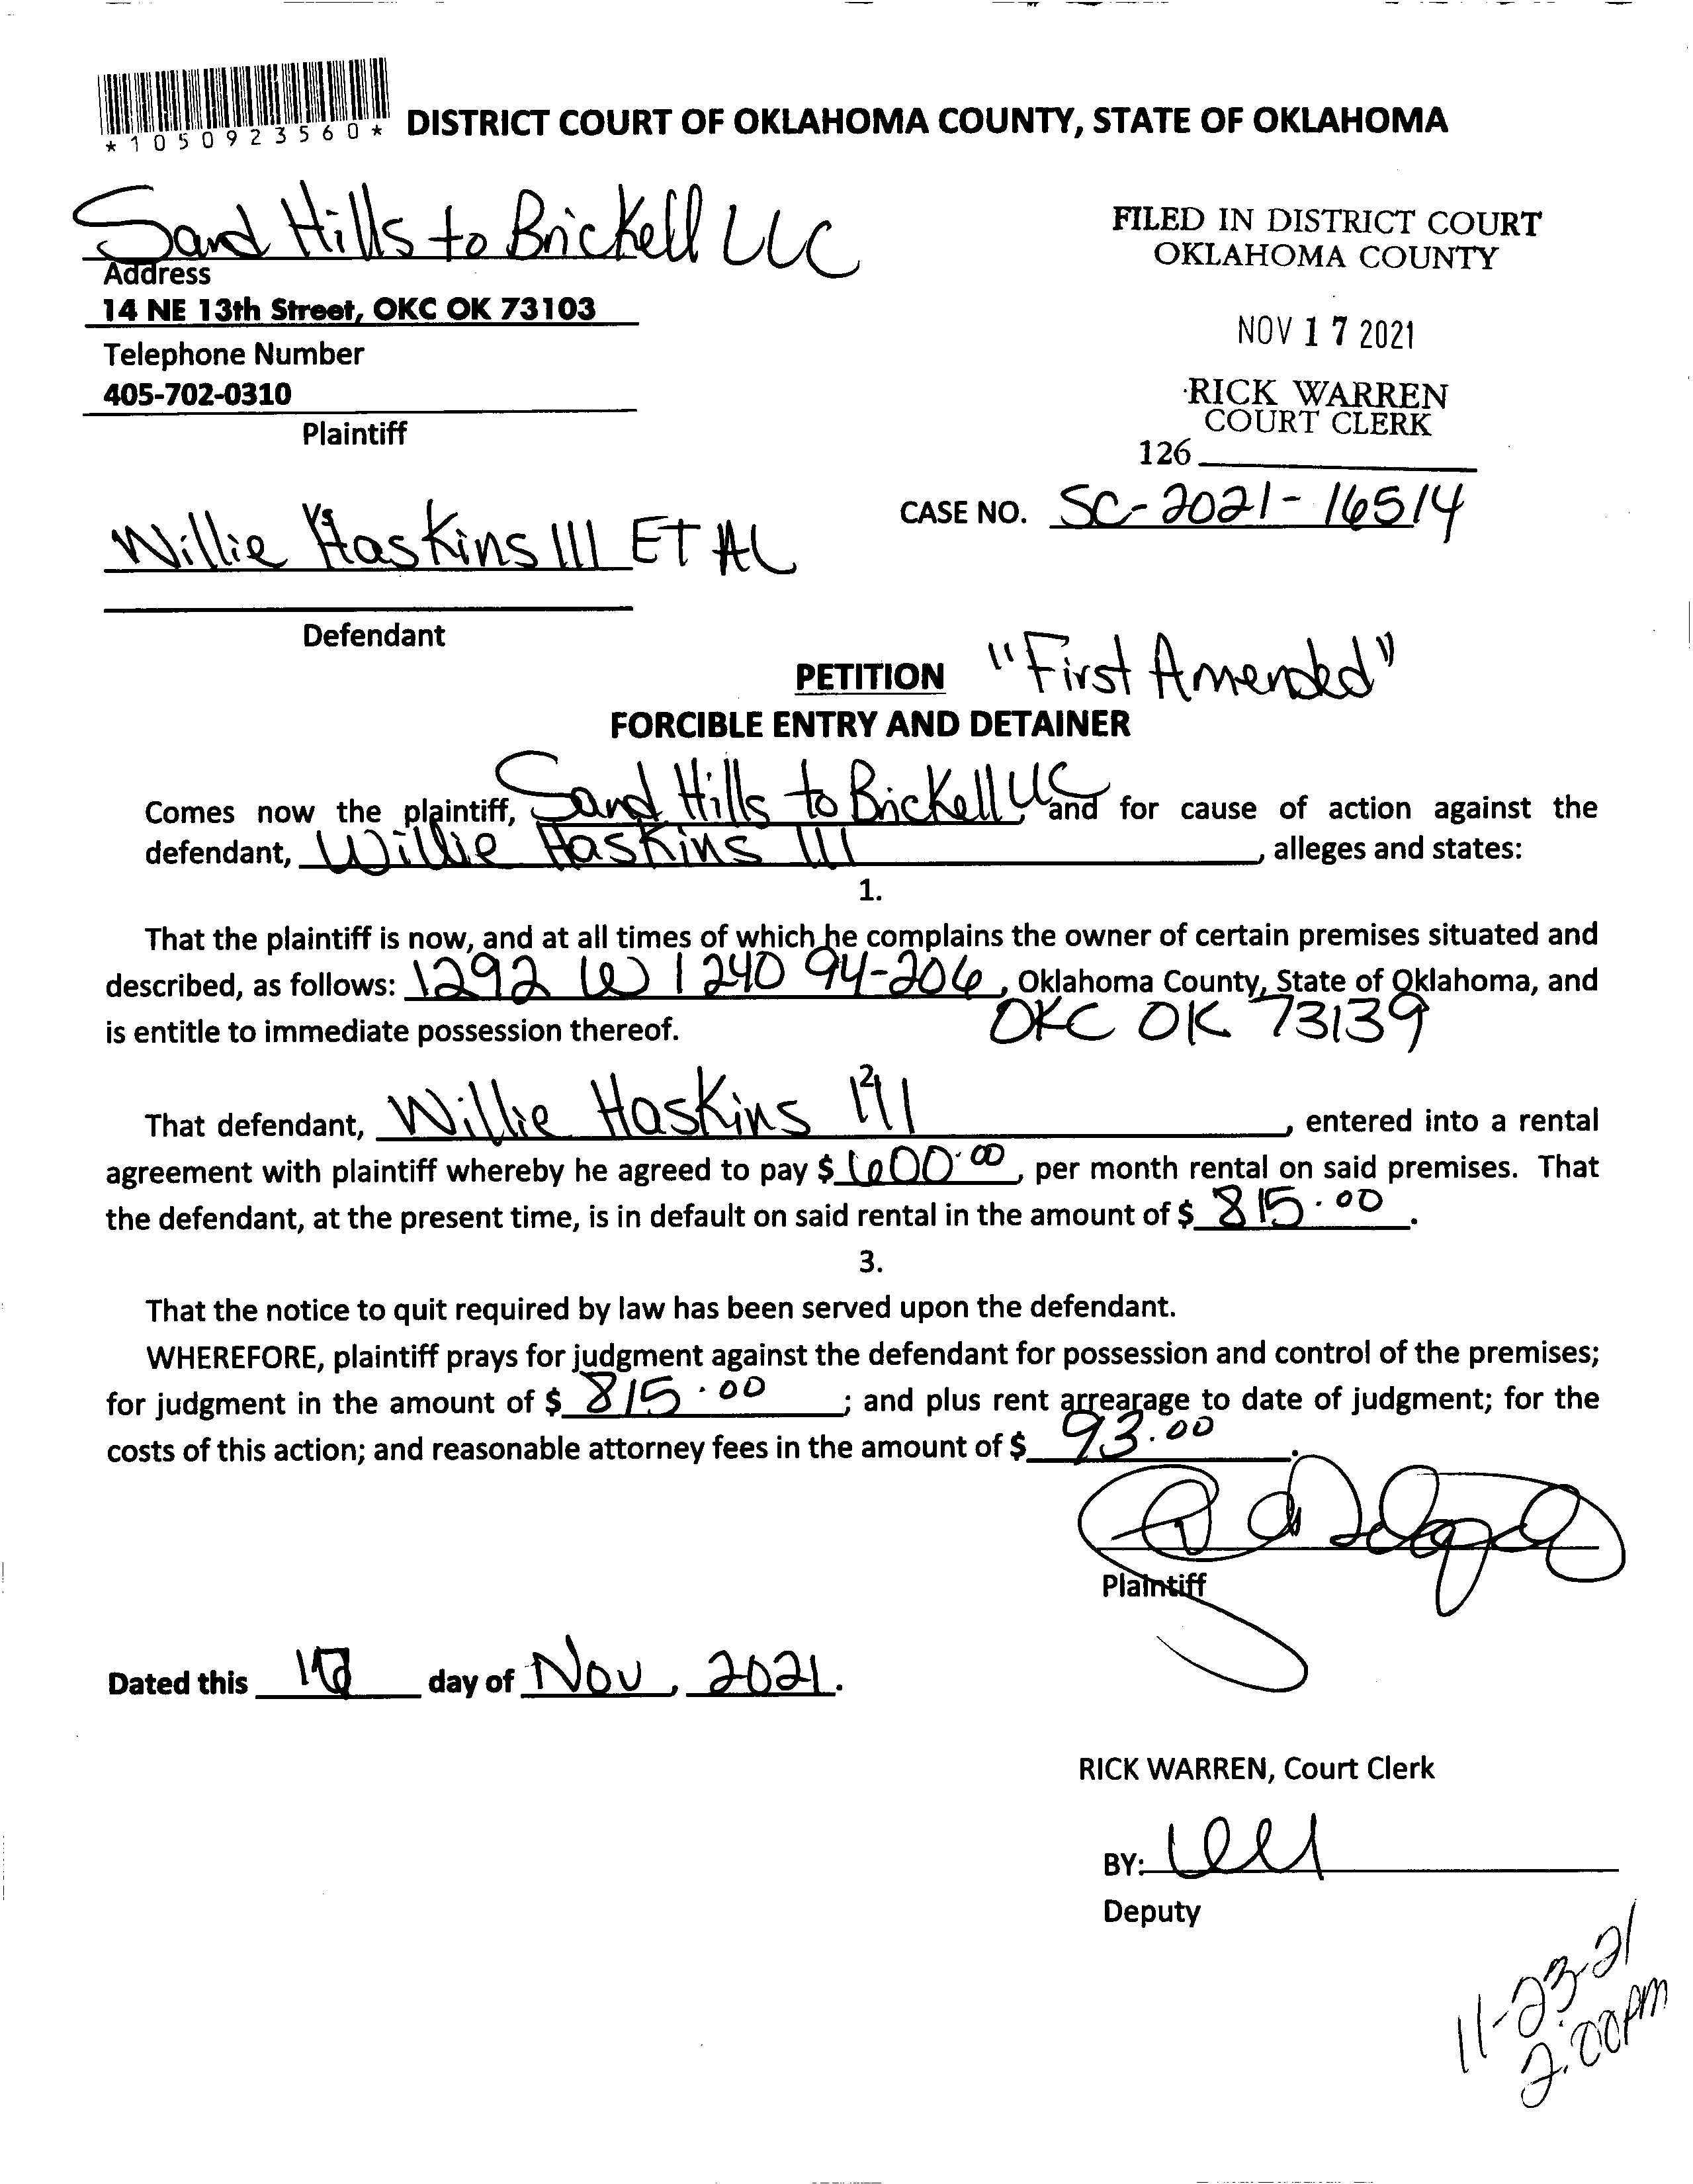 *1050923560*
DISTRICT COURT OF OKLAHOMA COUNTY, STATE OF OKLAHOMA
Sand Hills to Brickell LLC
Address
14 NE 13th Street, OKC OK 73103
Telephone Number
405-702-0310
Plaintiff
FILED IN DISTRICT COURT
OKLAHOMA COUNTY
NOV 17 2021
RICK WARREN
COURT CLERK
126
CASE NO. SC-2021-16514
Vs
Willie Haskins III ET AL
Defendant
PETITION "First Amended"
FORCIBLE ENTRY AND DETAINER
Comes now the plaintiff, Sand Hills to Brickell LLC, and for cause of action against the
defendant, Willie Haskins III, alleges and states:
1.
That the plaintiff is now, and at all times of which he complains the owner of certain premises situated and
described, as follows: 1292 W 1240 94-206, Oklahoma County, State of Oklahoma, and
is entitle to immediate possession thereof. OKC OK 73139
2.
That defendant, Willie Haskins III, entered into a rental
agreement with plaintiff whereby he agreed to pay $ 600.00, per month rental on said premises. That
the defendant, at the present time, is in default on said rental in the amount of $ 815.00.
3.
That the notice to quit required by law has been served upon the defendant.
WHEREFORE, plaintiff prays for judgment against the defendant for possession and control of the premises;
for judgment in the amount of $ 815.00; and plus rent arrearage to date of judgment; for the
costs of this action; and reasonable attorney fees in the amount of $ 93.00.
Plaintiff
Dated this day of Nov, 2021.
RICK WARREN, Court Clerk
BY:
Deputy
11-23-21
2:00pm